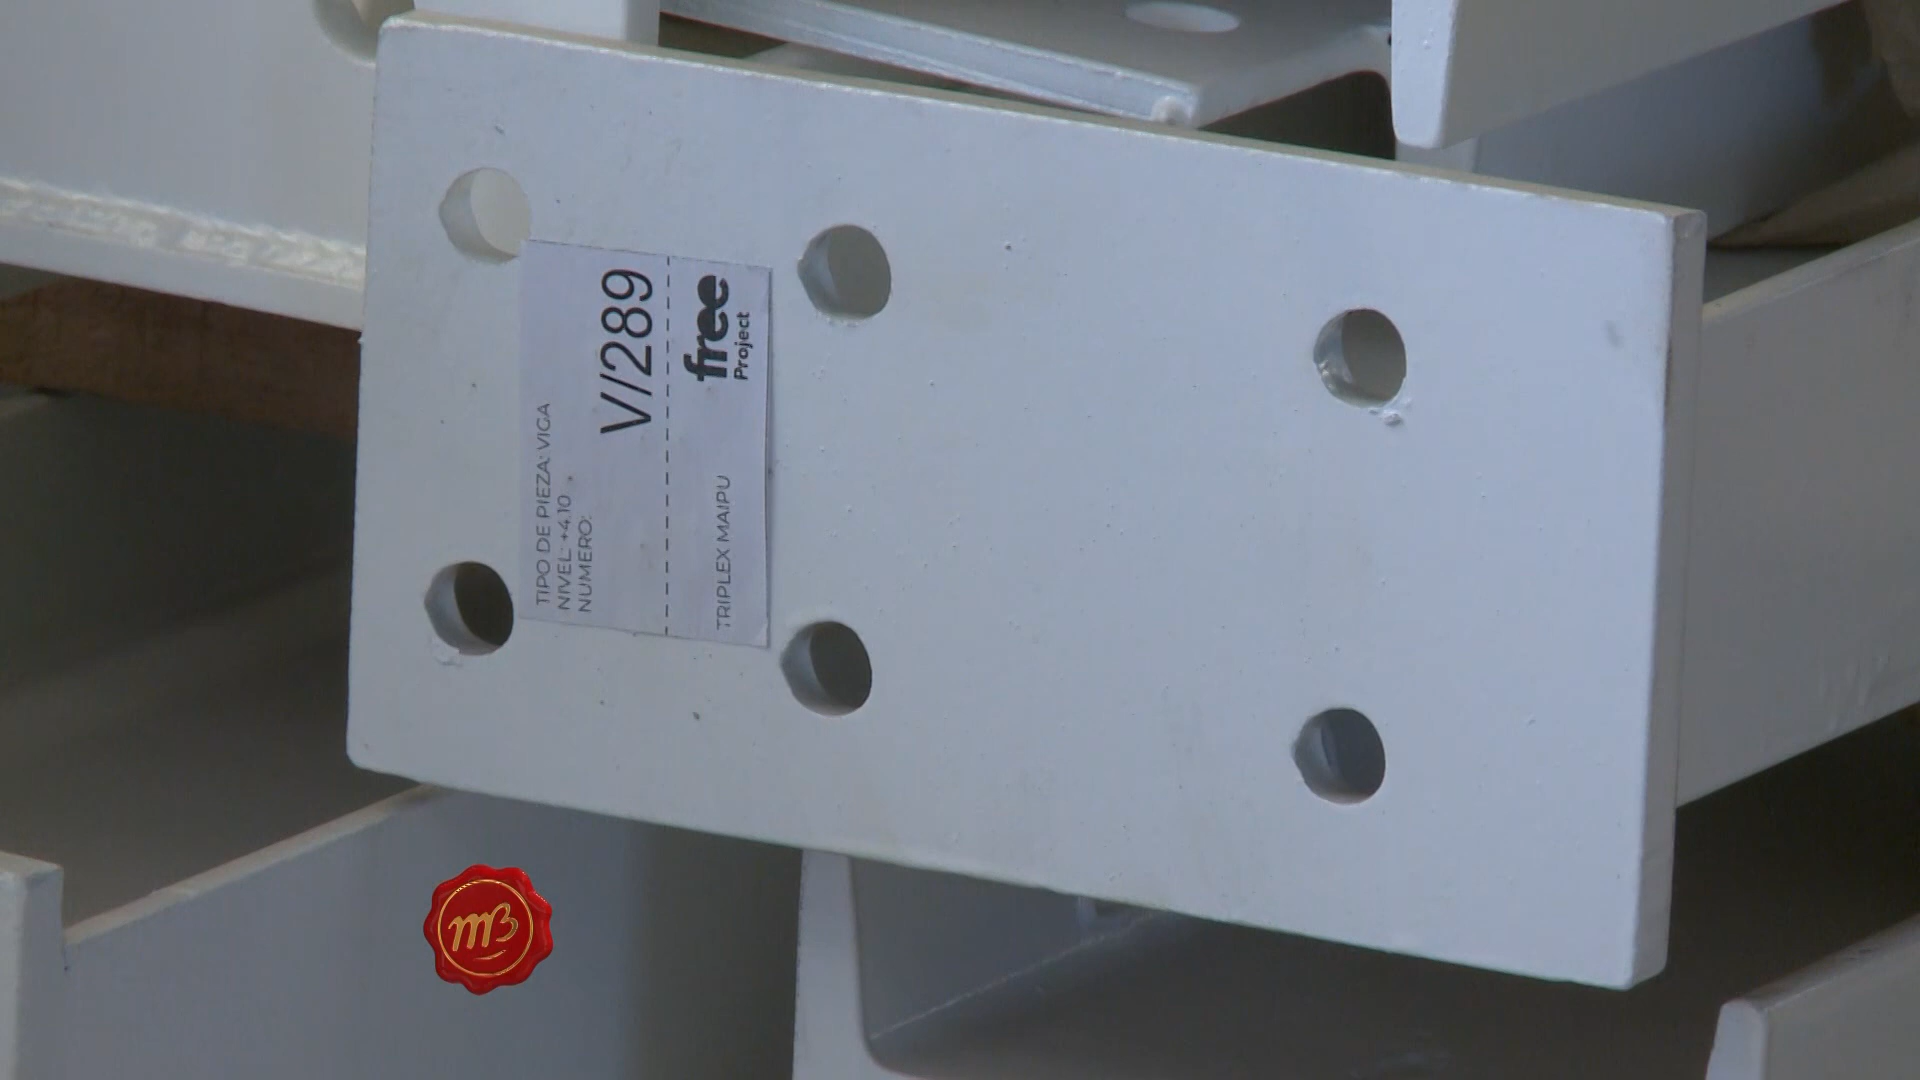 TIPO DE PIEZA: VIGA
NIVEL: +4.10
NUMERO:
V/289
TRIPLEX MAIPU
free
Project